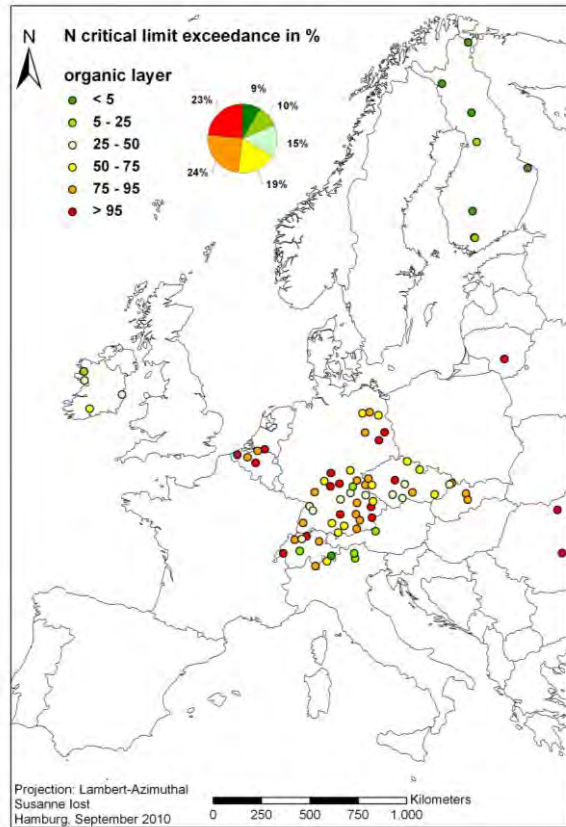 N
N critical limit exceedance in %
organic layer
< 5
5 - 25
25 - 50
50 - 75
75 - 95
> 95
9%
10%
15%
19%
24%
23%
Projection: Lambert-Azimuthal
Susanne Iost
Hamburg, September 2010
Kilometers
0 250 500 750 1.000